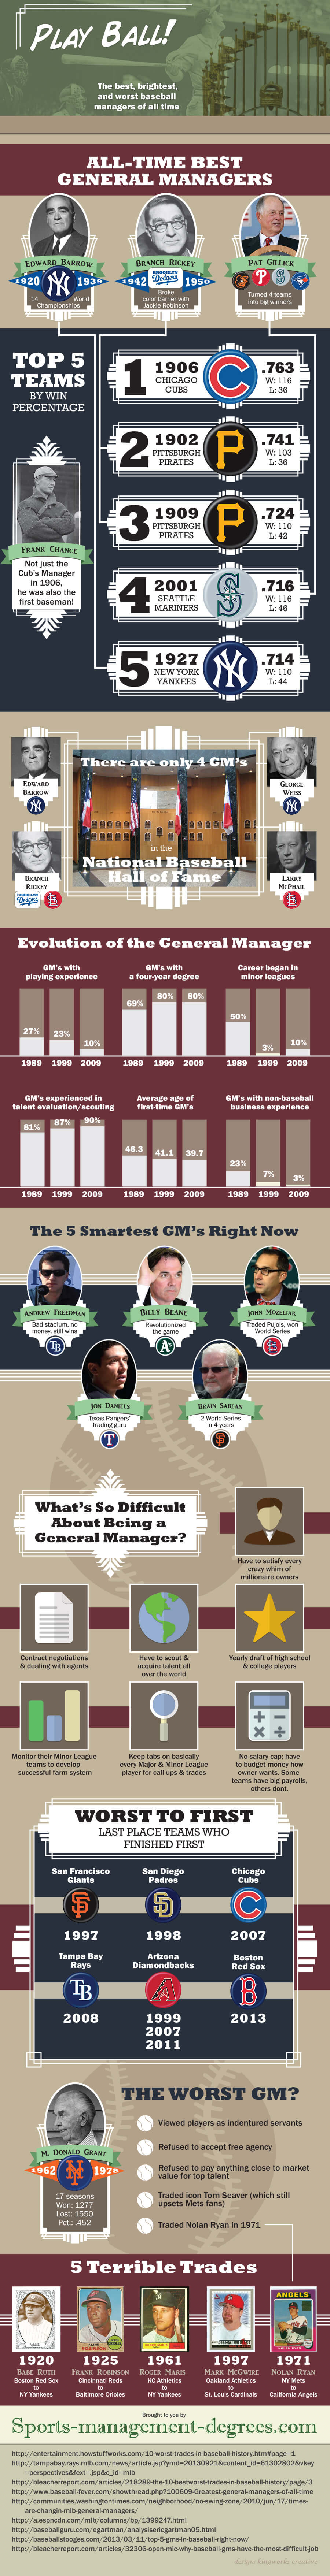 PLAY BALL!
The best, brightest,
and worst baseball
managers of all time
ALL-TIME BEST
GENERAL MANAGERS
EDWARD BARROW
1920 1939
14 World
Championships
BRANCH RICKEY
1942 BROOKLYN Dodgers 1950
Broke
color barrier with
Jackie Robinson
PAT GILLICK
Turned 4 teams
into big winners
TOP 5
TEAMS
BY WIN
PERCENTAGE
1 1906
CHICAGO
CUBS
.763
W: 116
L: 36
2 1902
PITTSBURGH
PIRATES
.741
W: 103
L: 36
3 1909
PITTSBURGH
PIRATES
.724
W: 110
L: 42
4 2001
SEATTLE
MARINERS
.716
W: 116
L: 46
5 1927
NEW YORK
YANKEES
.714
W: 110
L: 44
FRANK CHANCE
Not just the
Cub's Manager
in 1906,
he was also the
first baseman!
There are only 4 GM's
in the
National Baseball
Hall of Fame
EDWARD
BARROW
GEORGE
WEISS
BRANCH
RICKEY
BROOKLYN
Dodgers
LARRY
MCPHAIL
Evolution of the General Manager
GM's with
playing experience
27% 23% 10%
1989 1999 2009
GM's with
a four-year degree
69% 80% 80%
1989 1999 2009
Career began in
minor leagues
50% 3% 10%
1989 1999 2009
GM's experienced in
talent evaluation/scouting
81% 87% 90%
1989 1999 2009
Average age of
first-time GM's
46.3 41.1 39.7
1989 1999 2009
GM's with non-baseball
business experience
23% 7% 3%
1989 1999 2009
The 5 Smartest GM's Right Now
ANDREW FREEDMAN
Bad stadium, no
money, still wins
BILLY BEANE
Revolutionized
the game
JOHN MOZELIAK
Traded Pujols, won
World Series
JON DANIELS
Texas Rangers'
trading guru
BRAIN SABEAN
2 World Series
in 4 years
What's So Difficult
About Being a
General Manager?
Have to satisfy every
crazy whim of
millionaire owners
Contract negotiations
& dealing with agents
Have to scout &
acquire talent all
over the world
Yearly draft of high school
& college players
Monitor their Minor League
teams to develop
successful farm system
Keep tabs on basically
every Major & Minor League
player for call ups & trades
No salary cap; have
to budget money how
owner wants. Some
teams have big payrolls,
others dont.
WORST TO FIRST
LAST PLACE TEAMS WHO
FINISHED FIRST
San Francisco
Giants
1997
San Diego
Padres
1998
Chicago
Cubs
2007
Tampa Bay
Rays
2008
Arizona
Diamondbacks
1999
2007
2011
Boston
Red Sox
2013
THE WORST GM?
M. DONALD GRANT
1962 1978
17 seasons
Won: 1277
Lost: 1550
Pct.: .452
Viewed players as indentured servants
Refused to accept free agency
Refused to pay anything close to market
value for top talent
Traded icon Tom Seaver (which still
upsets Mets fans)
Traded Nolan Ryan in 1971
5 Terrible Trades
1920
BABE RUTH
Boston Red Sox
to
NY Yankees
1925
FRANK ROBINSON
Cincinnati Reds
to
Baltimore Orioles
1961
ROGER MARIS
KC Athletics
to
NY Yankees
1997
MARK MCGWIRE
Oakland Athletics
to
St. Louis Cardinals
ANGELS
1971
NOLAN RYAN
NY Mets
to
California Angels
Brought to you by
Sports-management-degrees.com
http://entertainment.howstuffworks.com/10-worst-trades-in-baseball-history.htm#page=1
http://tampabay.rays.mlb.com/news/article.jsp?ymd=20130921&content_id=61302802&vkey
=perspectives&fext=.jsp&c_id=mlb
http://bleacherreport.com/articles/218289-the-10-bestworst-trades-in-baseball-history/page/3
http://www.baseball-fever.com/showthread.php?100609-Greatest-general-managers-of-all-time
http://communities.washingtontimes.com/neighborhood/no-swing-zone/2010/jun/17/times-
are-changin-mlb-general-managers/
http://a.espncdn.com/mlb/columns/bp/1399247.html
http://baseballguru.com/egartman/analysisericgartman05.html
http://baseballstooges.com/2013/03/11/top-5-gms-in-baseball-right-now/
http://bleacherreport.com/articles/32306-open-mic-why-baseball-gms-have-the-most-difficult-job
design: kingworks creative